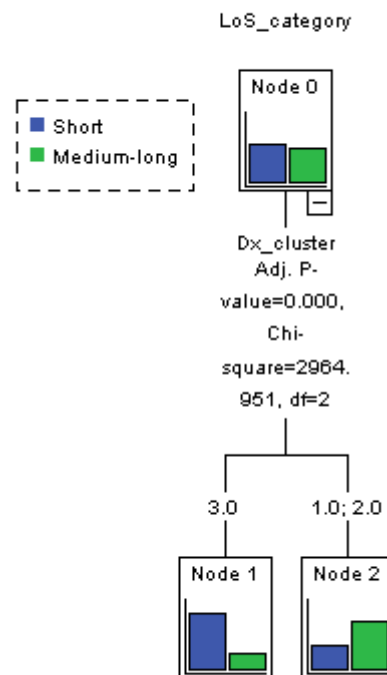 LoS_category
Node 0
Short
Medium-long
Dx_cluster
Adj. P-
value=0.000,
Chi-
square=2964.
951, df=2
3.0
1.0; 2.0
Node 1
Node 2